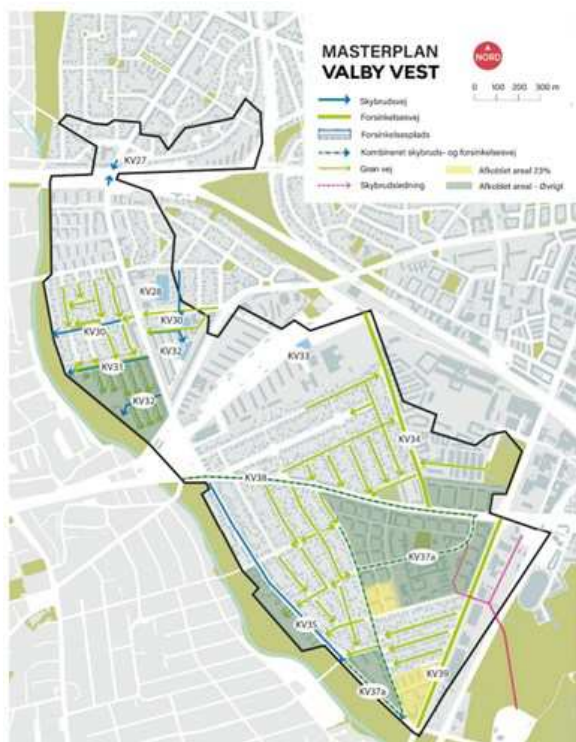 MASTERPLAN
VALBY VEST
NORD
0 100 200 300 m
Skybrudsvej
Forsinkelsesvej
Forsinkelsesplads
Kombineret skybruds- og forsinkelsesvej
Grøn vej
Skybrudsledning
Afkoblet areal 23%
Afkoblet areal - Øvrigt
KV27
KV28
KV30
KV30
KV31
KV32
KV32
KV33
KV34
KV38
KV37a
KV35
KV37a
KV39